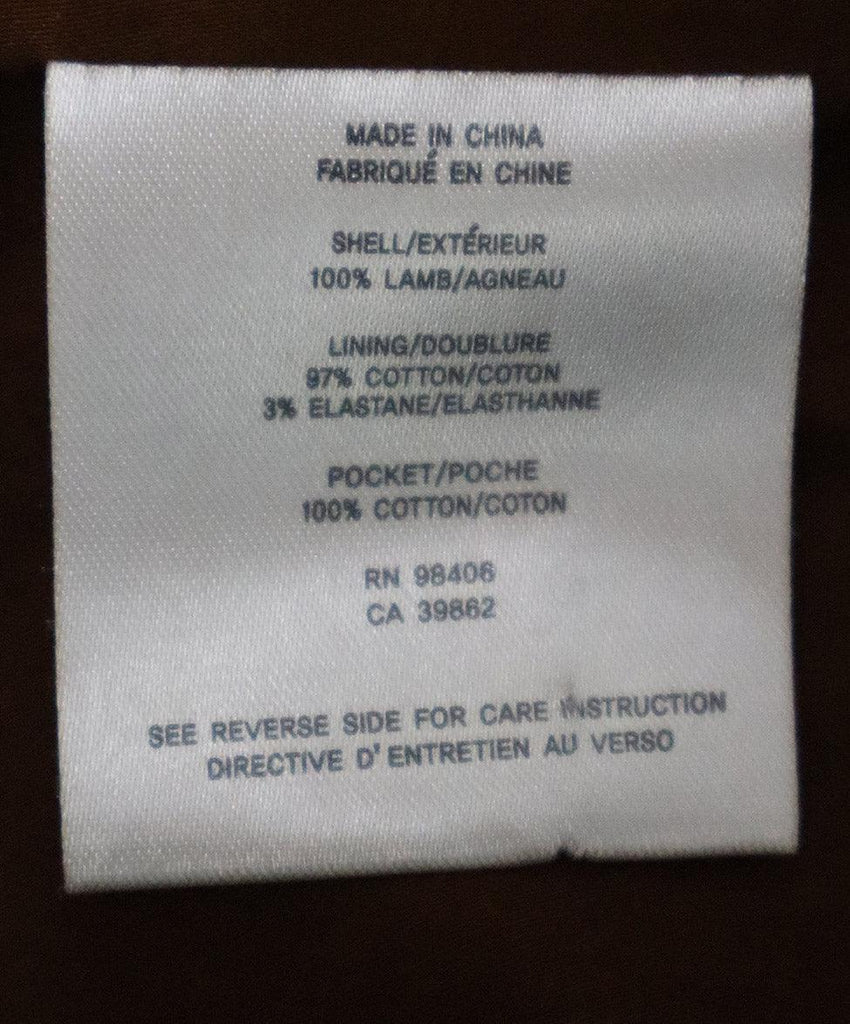 MADE IN CHINA
FABRIQUÉ EN CHINE
SHELL/EXTÉRIEUR
100% LAMB/AGNEAU
LINING/DOUBLURE
97% COTTON/COTON
3% ELASTANE/ELASTHANNE
POCKET/POCHE
100% COTTON/COTON
RN 98406
CA 39862
SEE REVERSE SIDE FOR CARE INSTRUCTION
DIRECTIVE D'ENTRETIEN AU VERSO